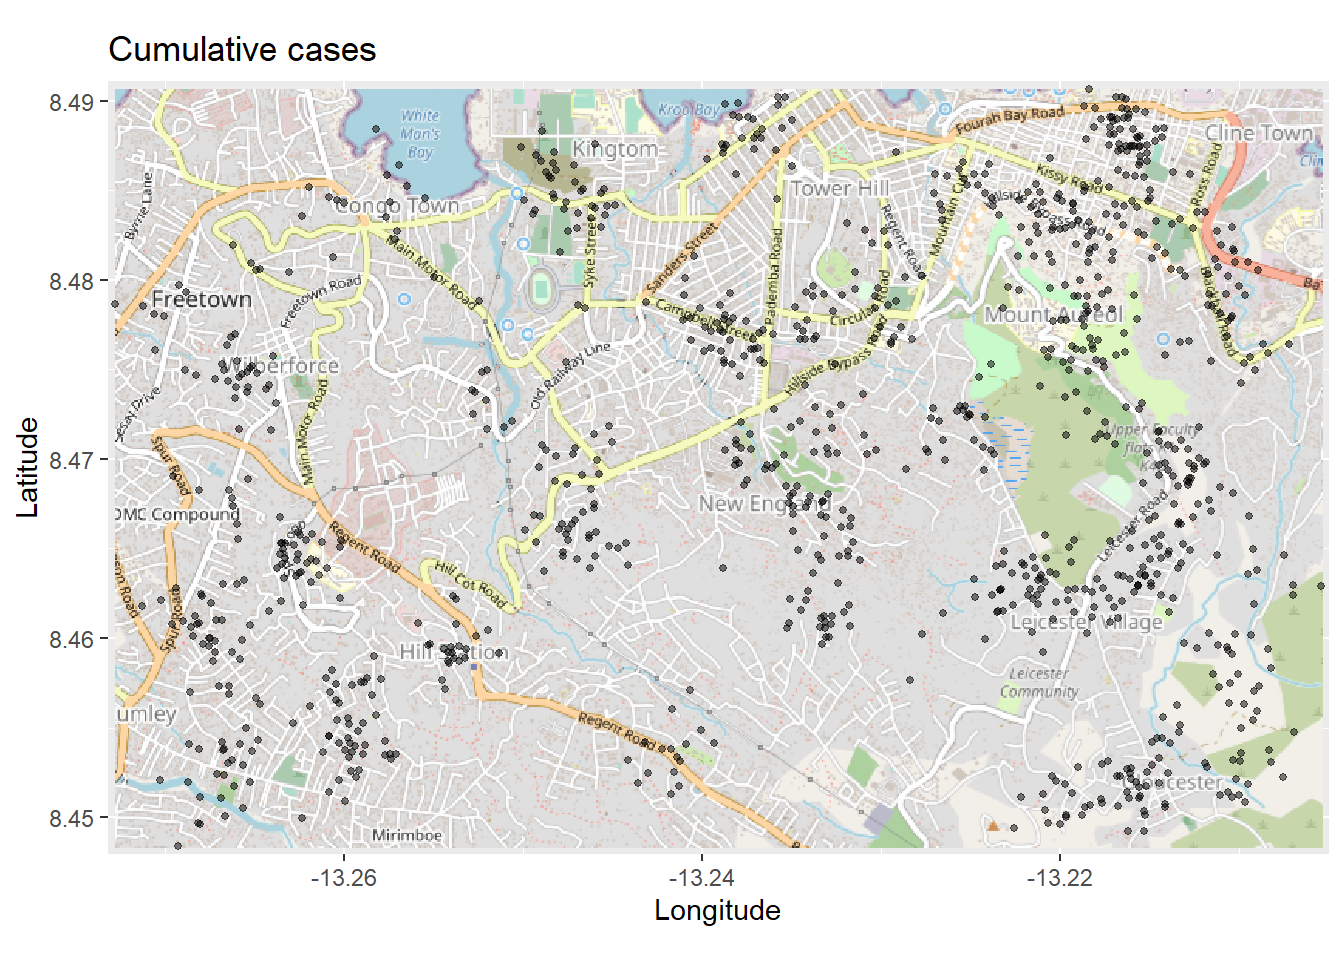 Cumulative cases
8.49
8.48
8.47
8.46
8.45
Latitude
-13.26
-13.24
-13.22
Longitude
White
Man's
Bay
KrooBay
Kingtom
Fourah Bay Road
Cline Town
Byrne Lane
Congo Town
Tower Hill
Kissy Road
Ross Road
Main Motor Road
Syke Street
Sanders Street
Pademba Road
Regent Road
Mountain Cut
Freetown
Freetown Road
Campbell Street
Circular Road
Mount Aureol
Ba
Wilberforce
Old Railway Line
Hillside Bypass Road
Main Motor Road
Spur Road
Upper Faculty
flats
New England
OMC Compound
Regent Road
Leicester Road
Hill Cot Road
Spur Road
Hill Station
Leicester Village
Leicester
Community
umley
Regent Road
Gloucester
Mirimboe